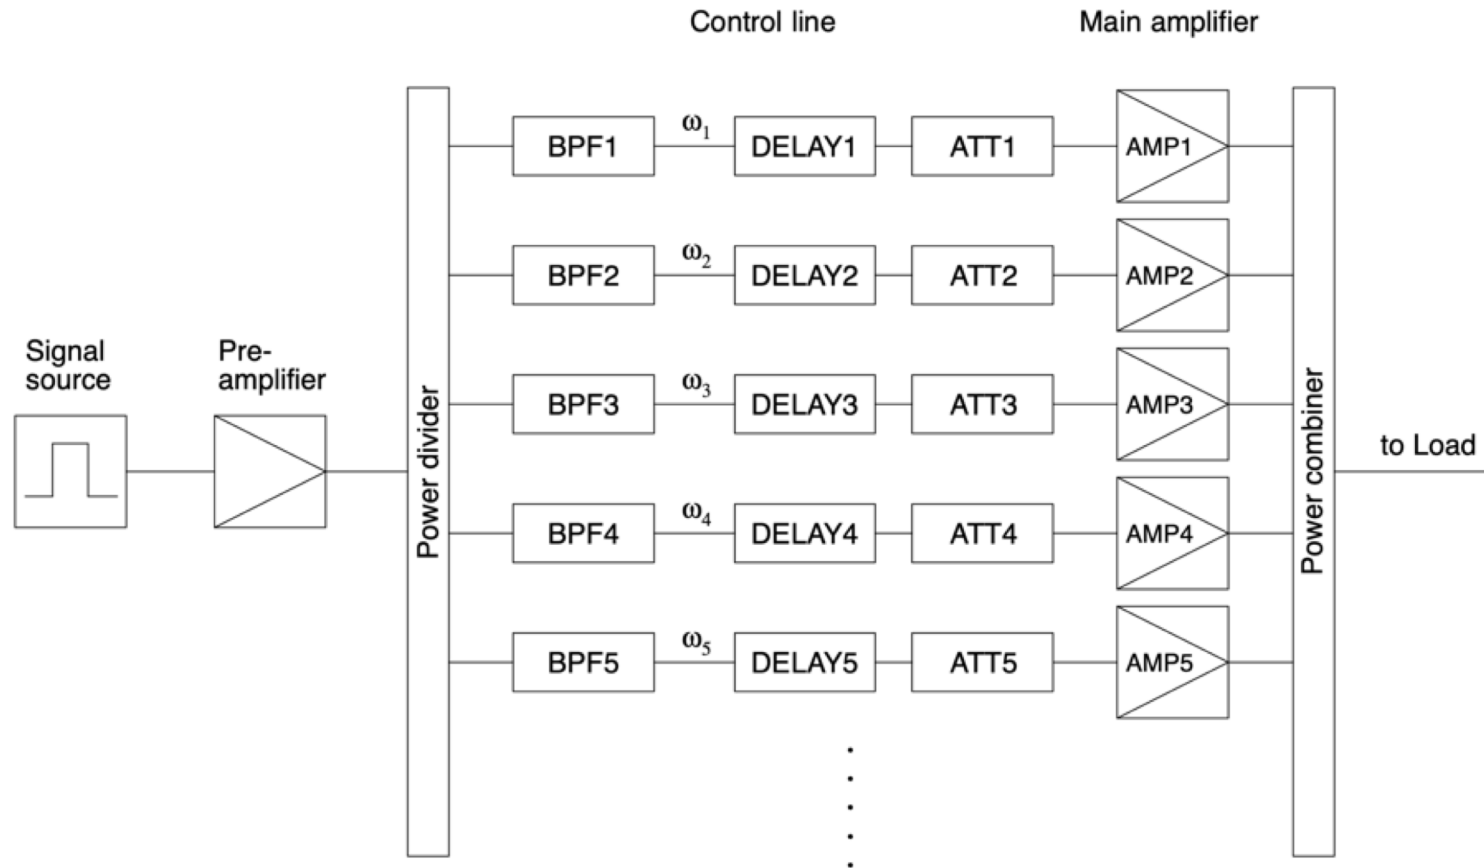 Control line
Main amplifier
ω1
BPF1
DELAY1
ATT1
AMP1
ω2
BPF2
DELAY2
ATT2
AMP2
Signal
source
Pre-
amplifier
Power divider
ω3
BPF3
DELAY3
ATT3
AMP3
Power combiner
to Load
ω4
BPF4
DELAY4
ATT4
AMP4
ω5
BPF5
DELAY5
ATT5
AMP5